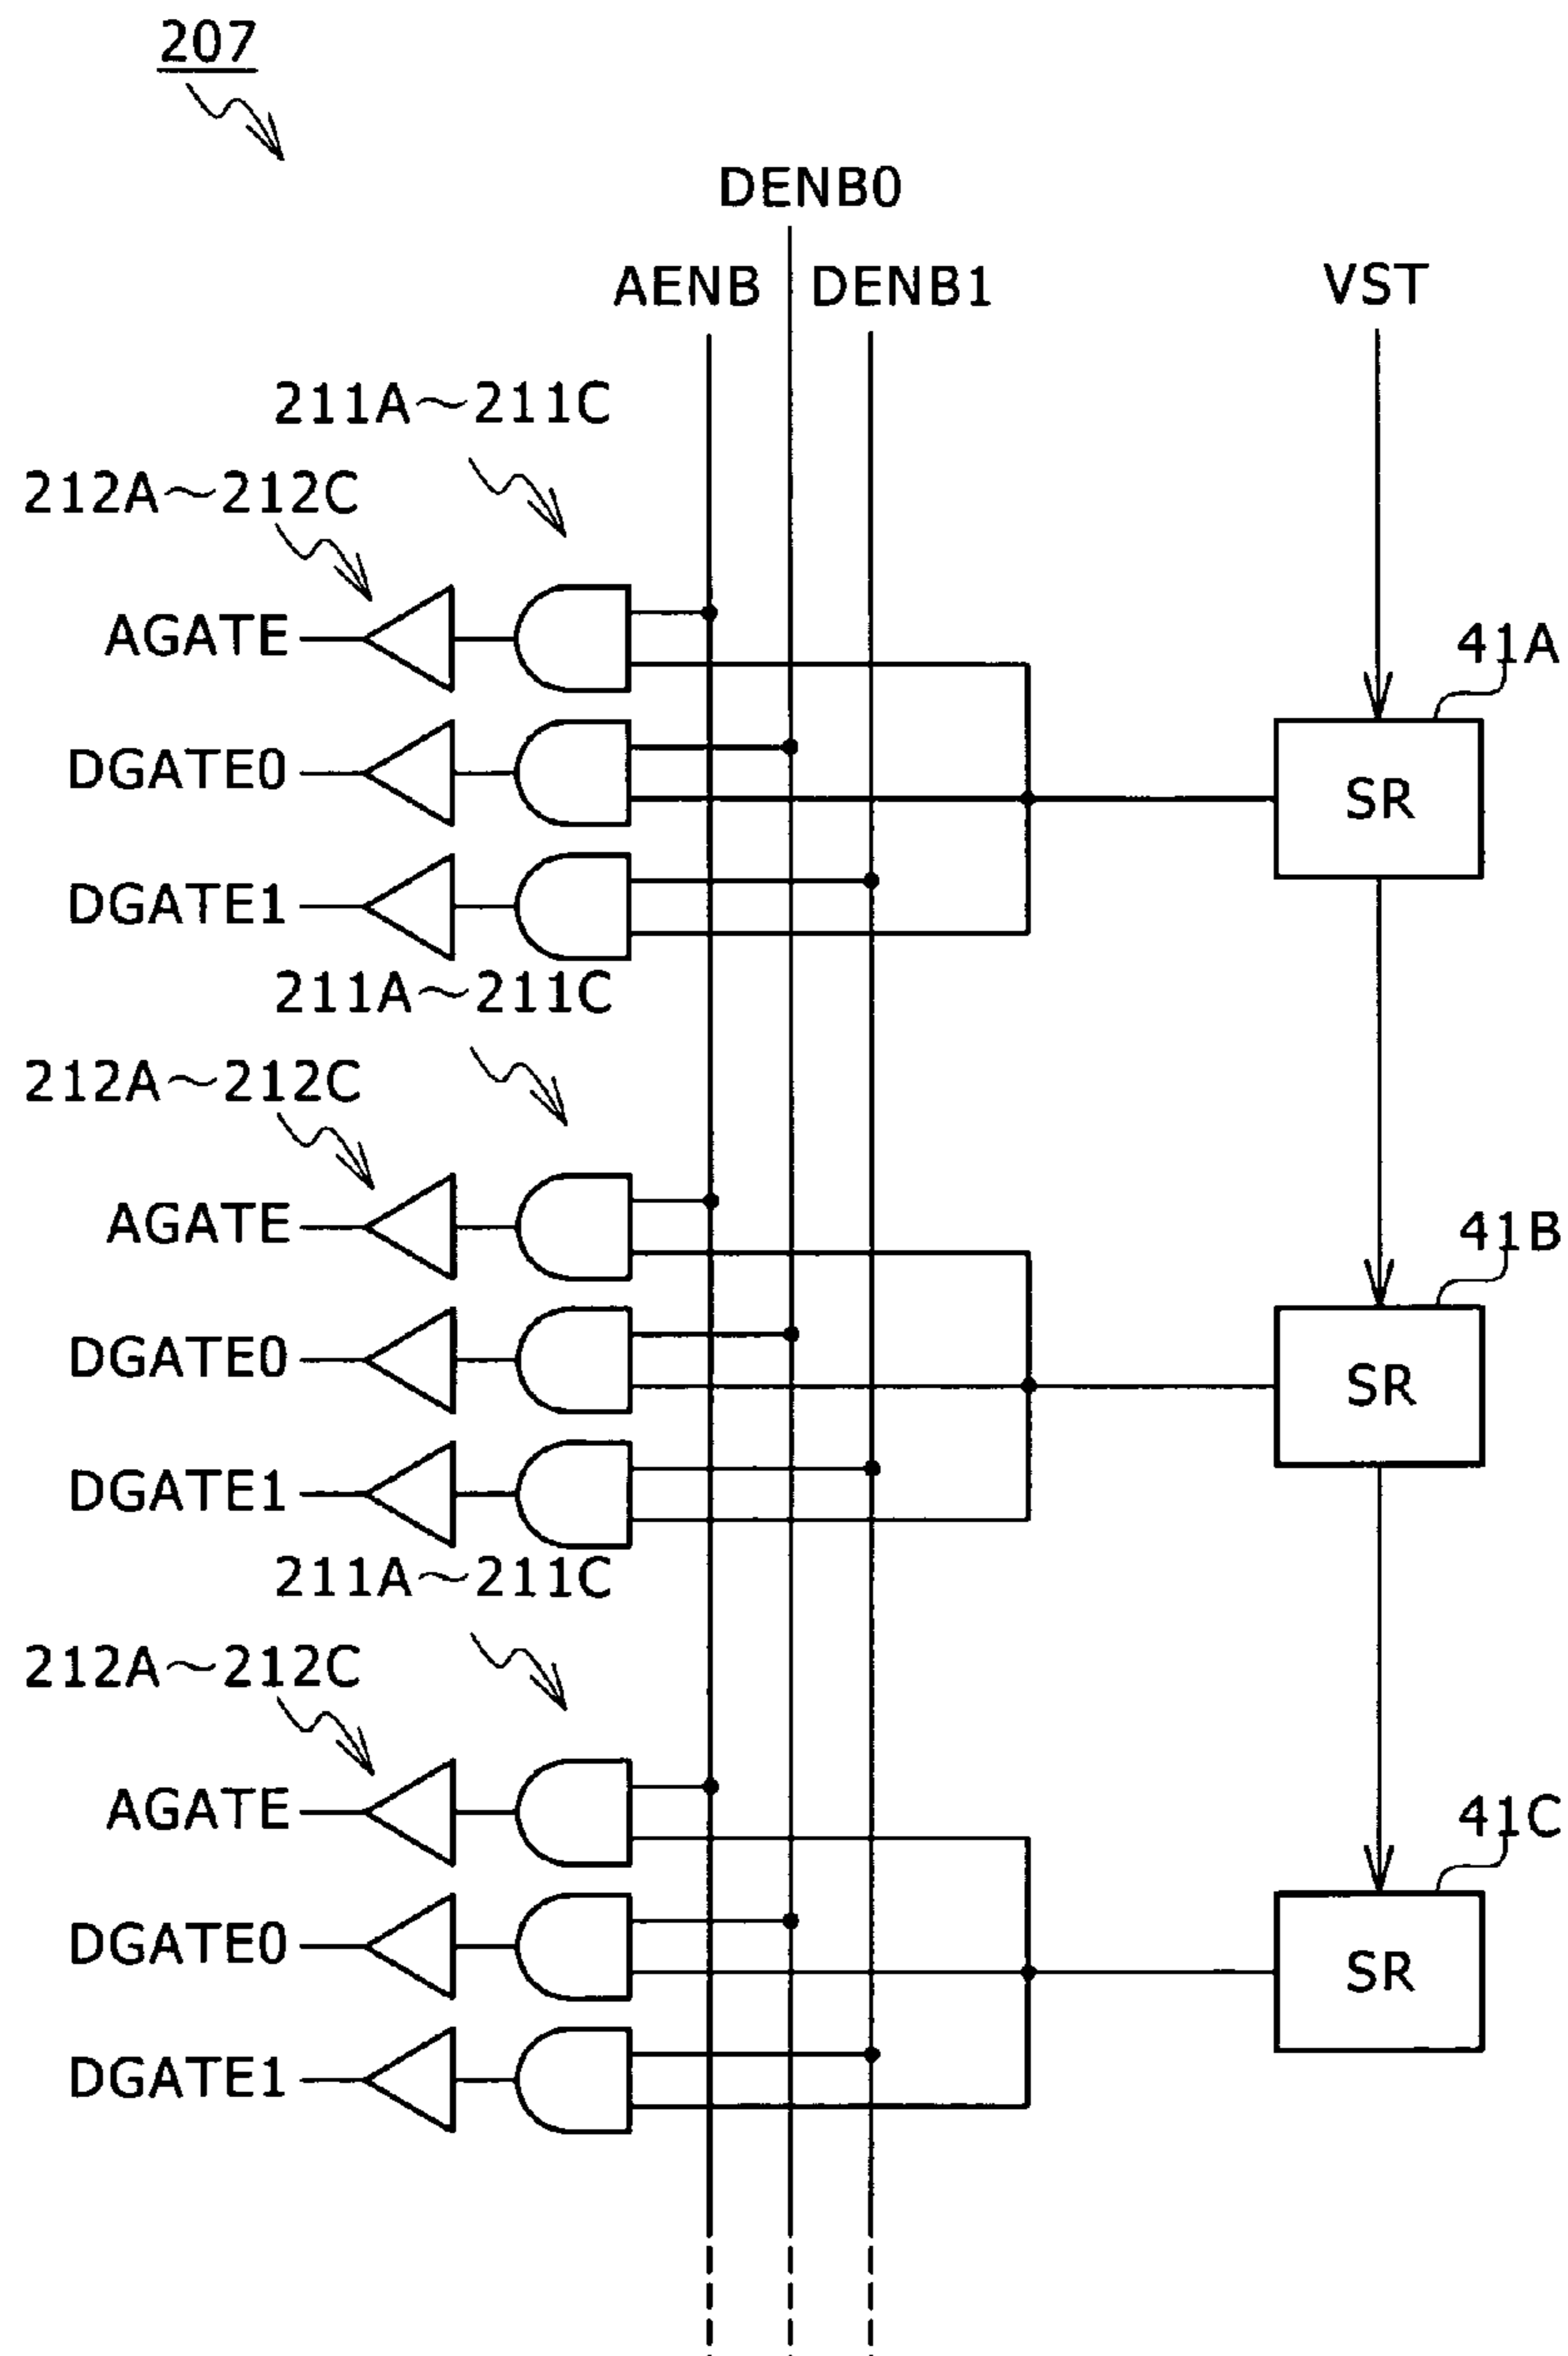 207
DENB0
AENB
DENB1
VST
211A～211C
212A～212C
AGATE
41A
DGATE0
SR
DGATE1
211A～211C
212A～212C
AGATE
41B
DGATE0
SR
DGATE1
211A～211C
212A～212C
AGATE
41C
DGATE0
SR
DGATE1